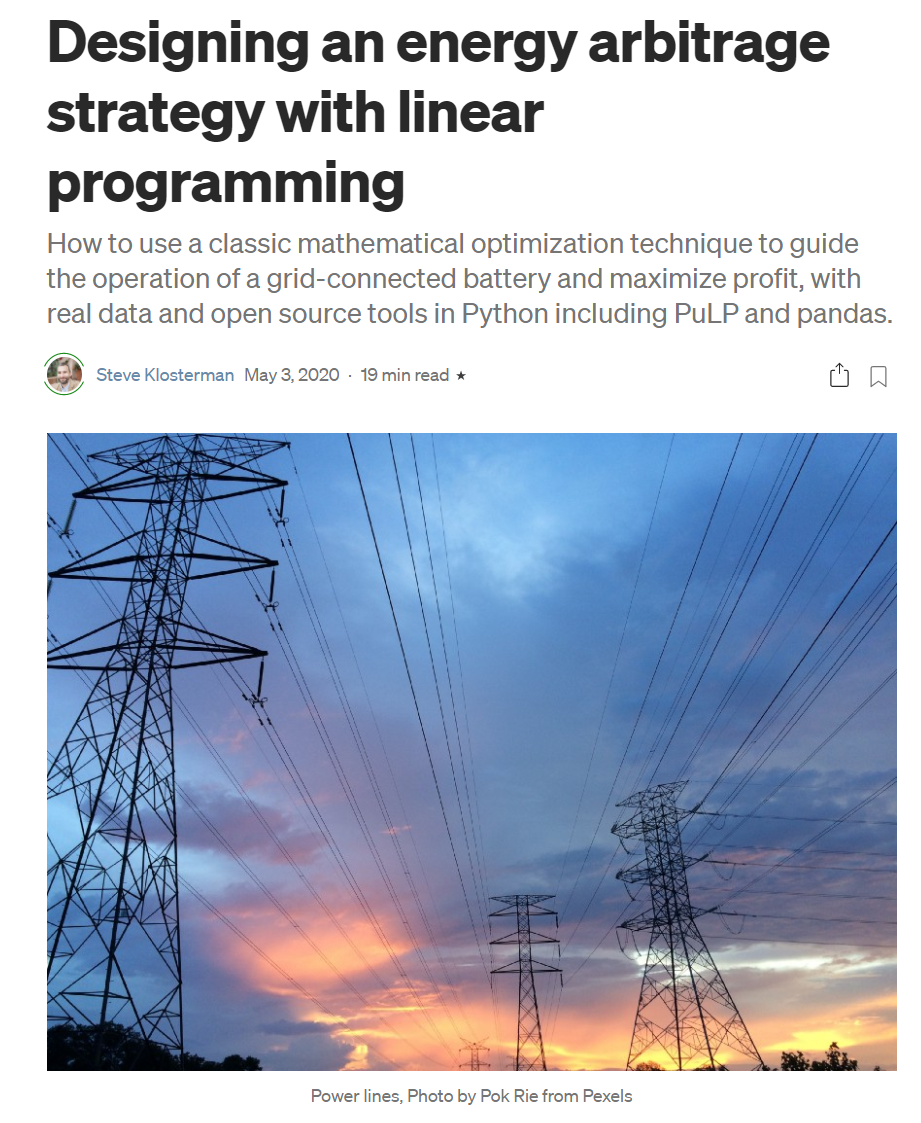 Designing an energy arbitrage
strategy with linear
programming
How to use a classic mathematical optimization technique to guide
the operation of a grid-connected battery and maximize profit, with
real data and open source tools in Python including PuLP and pandas.
Steve Klosterman May 3, 2020 · 19 min read ★
Power lines, Photo by Pok Rie from Pexels